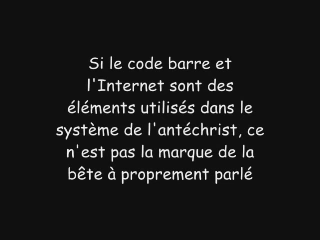 Si le code barre et
l'Internet sont des
éléments utilisés dans le
système de l'antéchrist, ce
n'est pas la marque de la
bête à proprement parlé